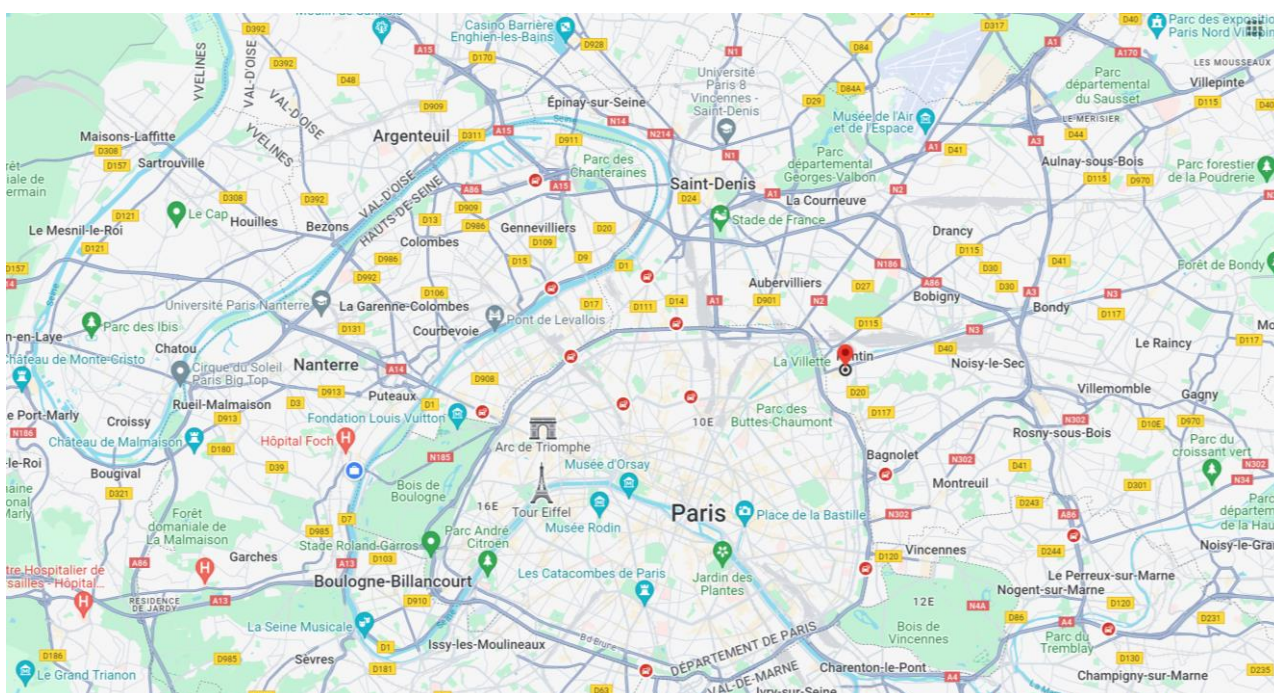 D392
YVELINES
VAL-D'OISE
D392
D392
VAL-D'OISE
YVELINES
A15
D170
D48
D909
Casino Barrière
Enghien-les-Bains
D928
N1
Université
Paris 8
Vincennes -
Saint-Denis
N1
D84
D84A
D29
D317
A1
D40
Parc des exposition
A170
LES MOUSSEAUX
Villepinte
D115
D40
Parc
départemental
du Sausset
LE MERISIER
D44
Musée de l'Air
et de l'Espace
A1
D41
A3
Aulnay-sous-Bois
D115
D970
Parc forestier
de la Poudrerie
Maisons-Laffitte
D308
D157
Sartrouville
Argenteuil
D311
A15
Épinay-sur-Seine
Seine
N14
N214
D911
Parc des
Chanteraines
A86
A15
D909
D986
D13
Gennevilliers
D20
D109
D15
D9
D1
Colombes
VAL-D'OISE
HAUTS-DE-SEINE
Parc
départemental
Georges-Valbon
Saint-Denis
D24
A1
N2
La Courneuve
Stade de France
Drancy
D115
D30
D41
D308
D392
Le Cap
Houilles
Bezons
D986
D992
D121
Le Mesnil-le-Roi
D121
D157
Seine
Université Paris Nanterre
La Garenne-Colombes
D106
D131
Courbevoie
Pont de Levallois
D17
D111
D14
A1
Aubervilliers
D901
N2
D27
N186
A86
Bobigny
D30
A3
Bondy
N3
D117
Forêt de Bondy
D115
Parc des Ibis
Chatou
Château de Monte-Cristo
Cirque du Soleil
Paris Big Top
Nanterre
A14
Puteaux
D908
La Villette
D40
Noisy-le-Sec
Le Raincy
D20
D117
Villemomble
Gagny
Croissy
Rueil-Malmaison
D913
D3
D913
D1
Fondation Louis Vuitton
N186
Château de Malmaison
D180
Hôpital Foch
N185
Bois de
Boulogne
Arc de Triomphe
10E
Parc des
Buttes-Chaumont
Bagnolet
N302
Rosny-sous-Bois
D10E
D970
Parc du
croissant vert
N34
N302
D41
D301
Montreuil
Bougival
D321
D39
Musée d'Orsay
Tour Eiffel
Musée Rodin
16E
Paris
Place de la Bastille
D243
A86
D244
N302
Forêt
domaniale de
La Malmaison
D985
D7
Stade Roland-Garros
Parc André
Citroën
D103
Garches
A86
A13
Boulogne-Billancourt
Les Catacombes de Paris
Jardin des
Plantes
D120
Vincennes
12E
Bois de
Vincennes
N4A
D86
Le Perreux-sur-Marne
Nogent-sur-Marne
D120
D231
A4
Parc du
Tremblay
RÉSIDENCE
DE JARDY
A13
D910
La Seine Musicale
D1
D181
Issy-les-Moulineaux
Sèvres
D985
D186
Le Grand Trianon
DÉPARTEMENT DE PARIS
VAL-DE-MARNE
D63
Charenton-le-Pont
A4
D130
Champigny-sur-Marne
D235